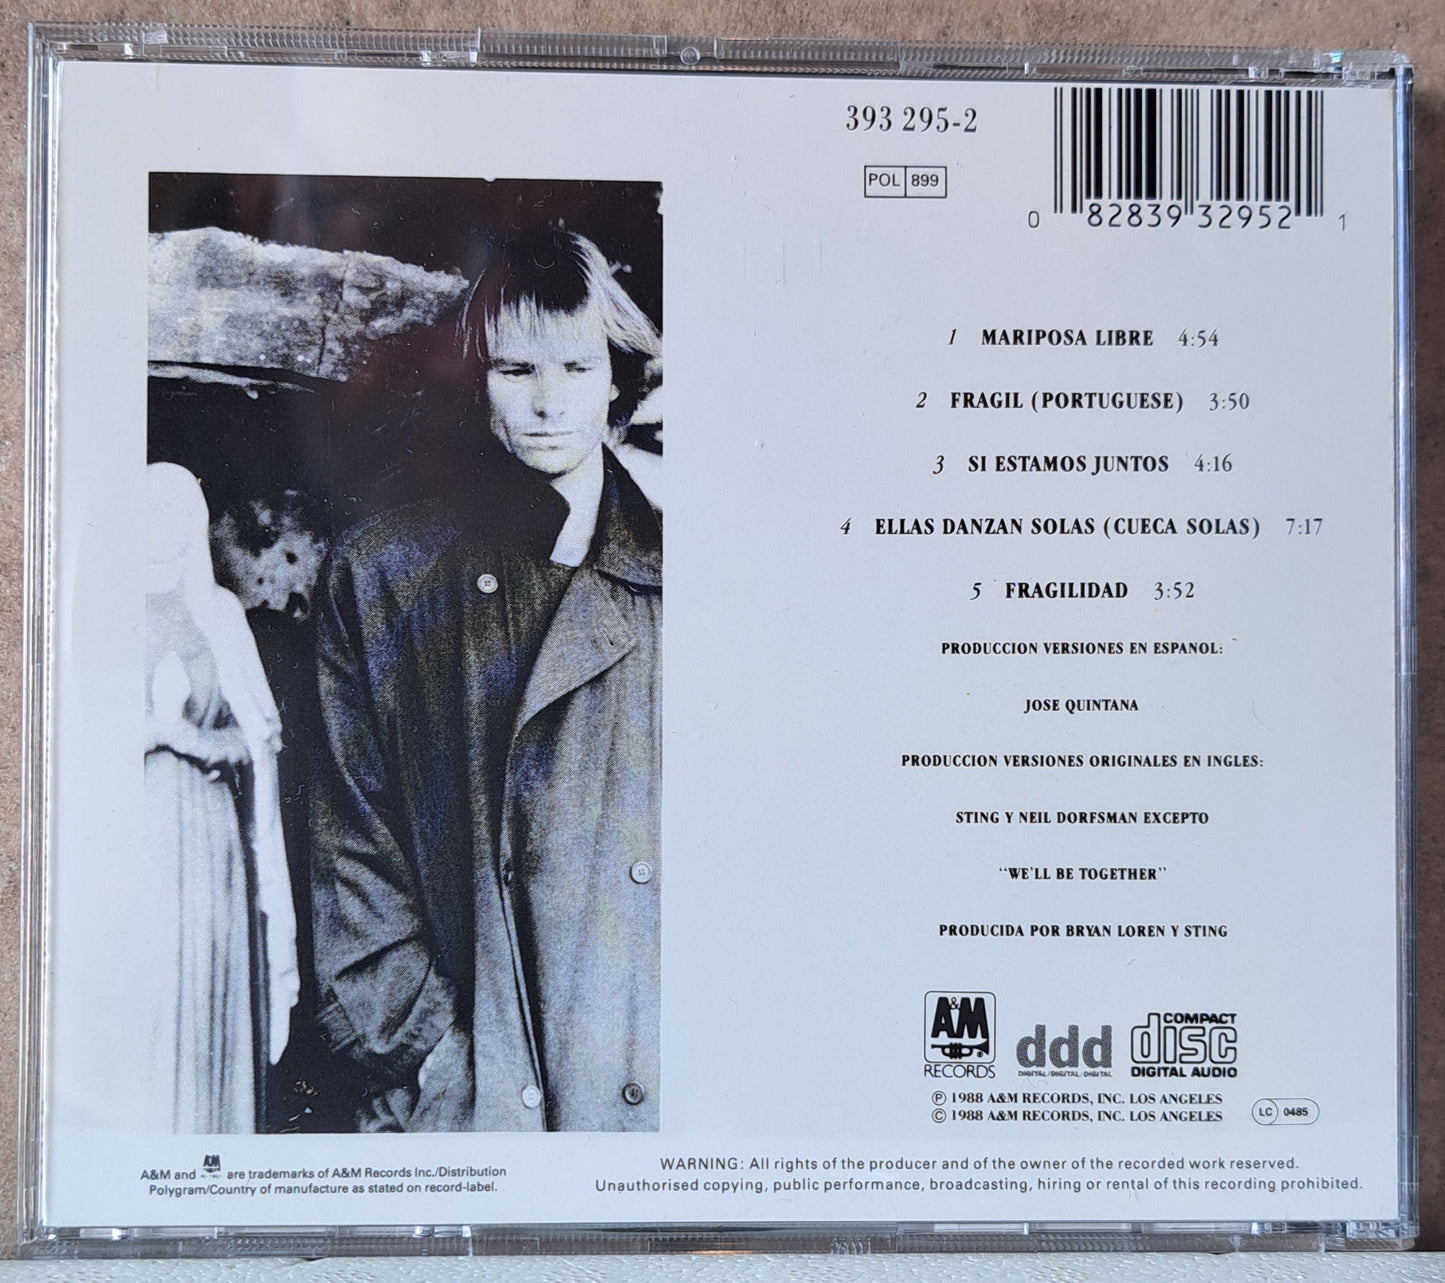 393 295-2
POL 899
0 82839 32952 1
1 MARIPOSA LIBRE 4:54
2 FRAGIL (PORTUGUESE) 3:50
3 SI ESTAMOS JUNTOS 4:16
4 ELLAS DANZAN SOLAS (CUECA SOLAS) 7:17
5 FRAGILIDAD 3:52
PRODUCCION VERSIONES EN ESPANOL:
JOSE QUINTANA
PRODUCCION VERSIONES ORIGINALES EN INGLES:
STING Y NEIL DORFSMAN EXCEPTO
“WE’LL BE TOGETHER”
PRODUCIDA POR BRYAN LOREN Y STING
A&M
RECORDS
ddd
DIGITAL/DIGITAL/DIGITAL
COMPACT
disc
DIGITAL AUDIO
Ⓟ 1988 A&M RECORDS, INC. LOS ANGELES
© 1988 A&M RECORDS, INC. LOS ANGELES
LC 0485
A&M and A&M are trademarks of A&M Records Inc./Distribution
Polygram/Country of manufacture as stated on record-label.
WARNING: All rights of the producer and of the owner of the recorded work reserved.
Unauthorised copying, public performance, broadcasting, hiring or rental of this recording prohibited.